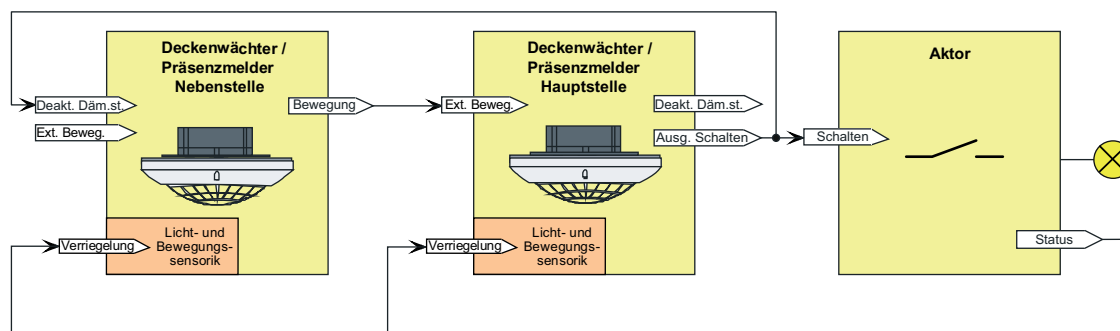 Deckenwächter /
Präsenzmelder
Nebenstelle
Deakt. Däm.st.
Ext. Beweg.
Bewegung
Verriegelung
Licht- und
Bewegungs-
sensorik
Deckenwächter /
Präsenzmelder
Hauptstelle
Ext. Beweg.
Deakt. Däm.st.
Ausg. Schalten
Verriegelung
Licht- und
Bewegungs-
sensorik
Aktor
Schalten
Status